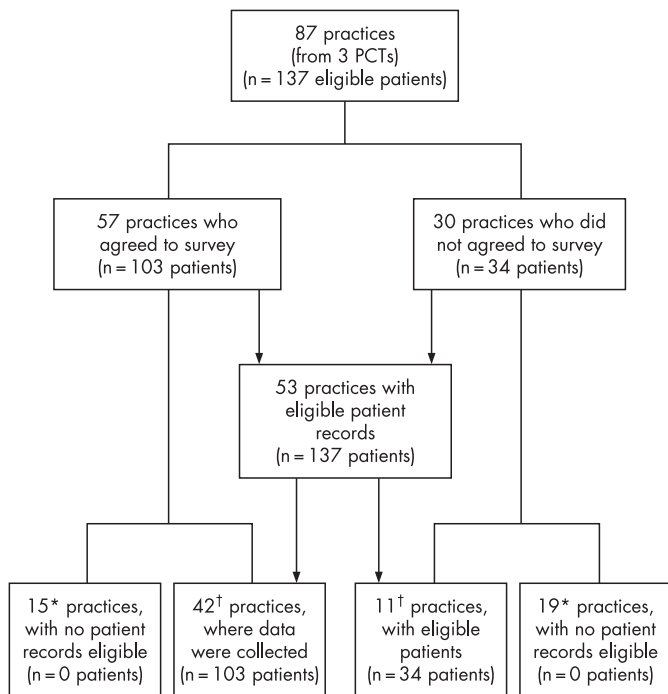 87 practices
(from 3 PCTs)
(n = 137 eligible patients)
57 practices who
agreed to survey
(n = 103 patients)
30 practices who did
not agreed to survey
(n = 34 patients)
53 practices with
eligible patient
records
(n = 137 patients)
15* practices,
with no patient
records eligible
(n = 0 patients)
42† practices,
where data
were collected
(n = 103 patients)
11† practices,
with eligible
patients
(n = 34 patients)
19* practices,
with no patient
records eligible
(n = 0 patients)